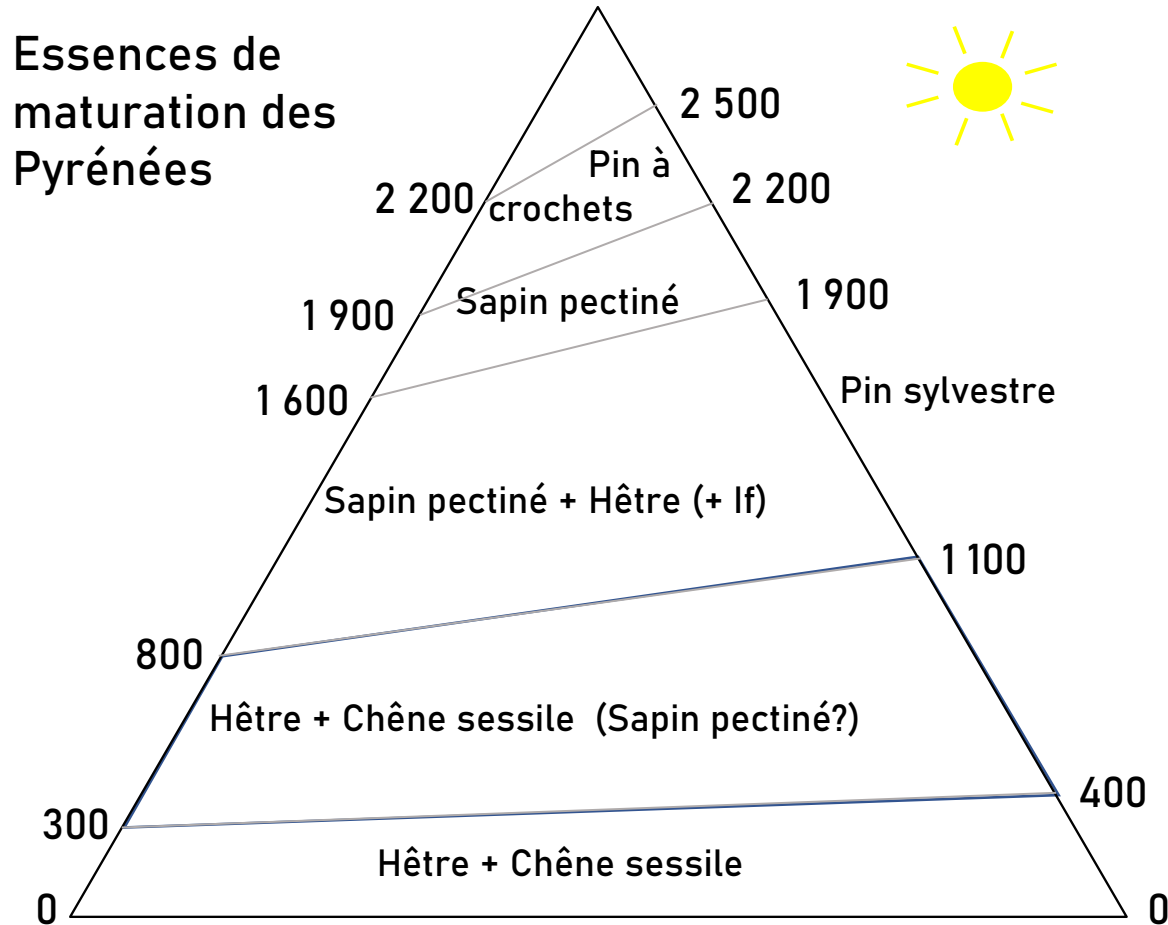 Essences de
maturation des
Pyrénées
2 500
Pin à
crochets
2 200
2 200
Sapin pectiné
1 900
1 900
1 600
Pin sylvestre
Sapin pectiné + Hêtre (+ If)
1 100
800
Hêtre + Chêne sessile (Sapin pectiné?)
400
300
Hêtre + Chêne sessile
0
0